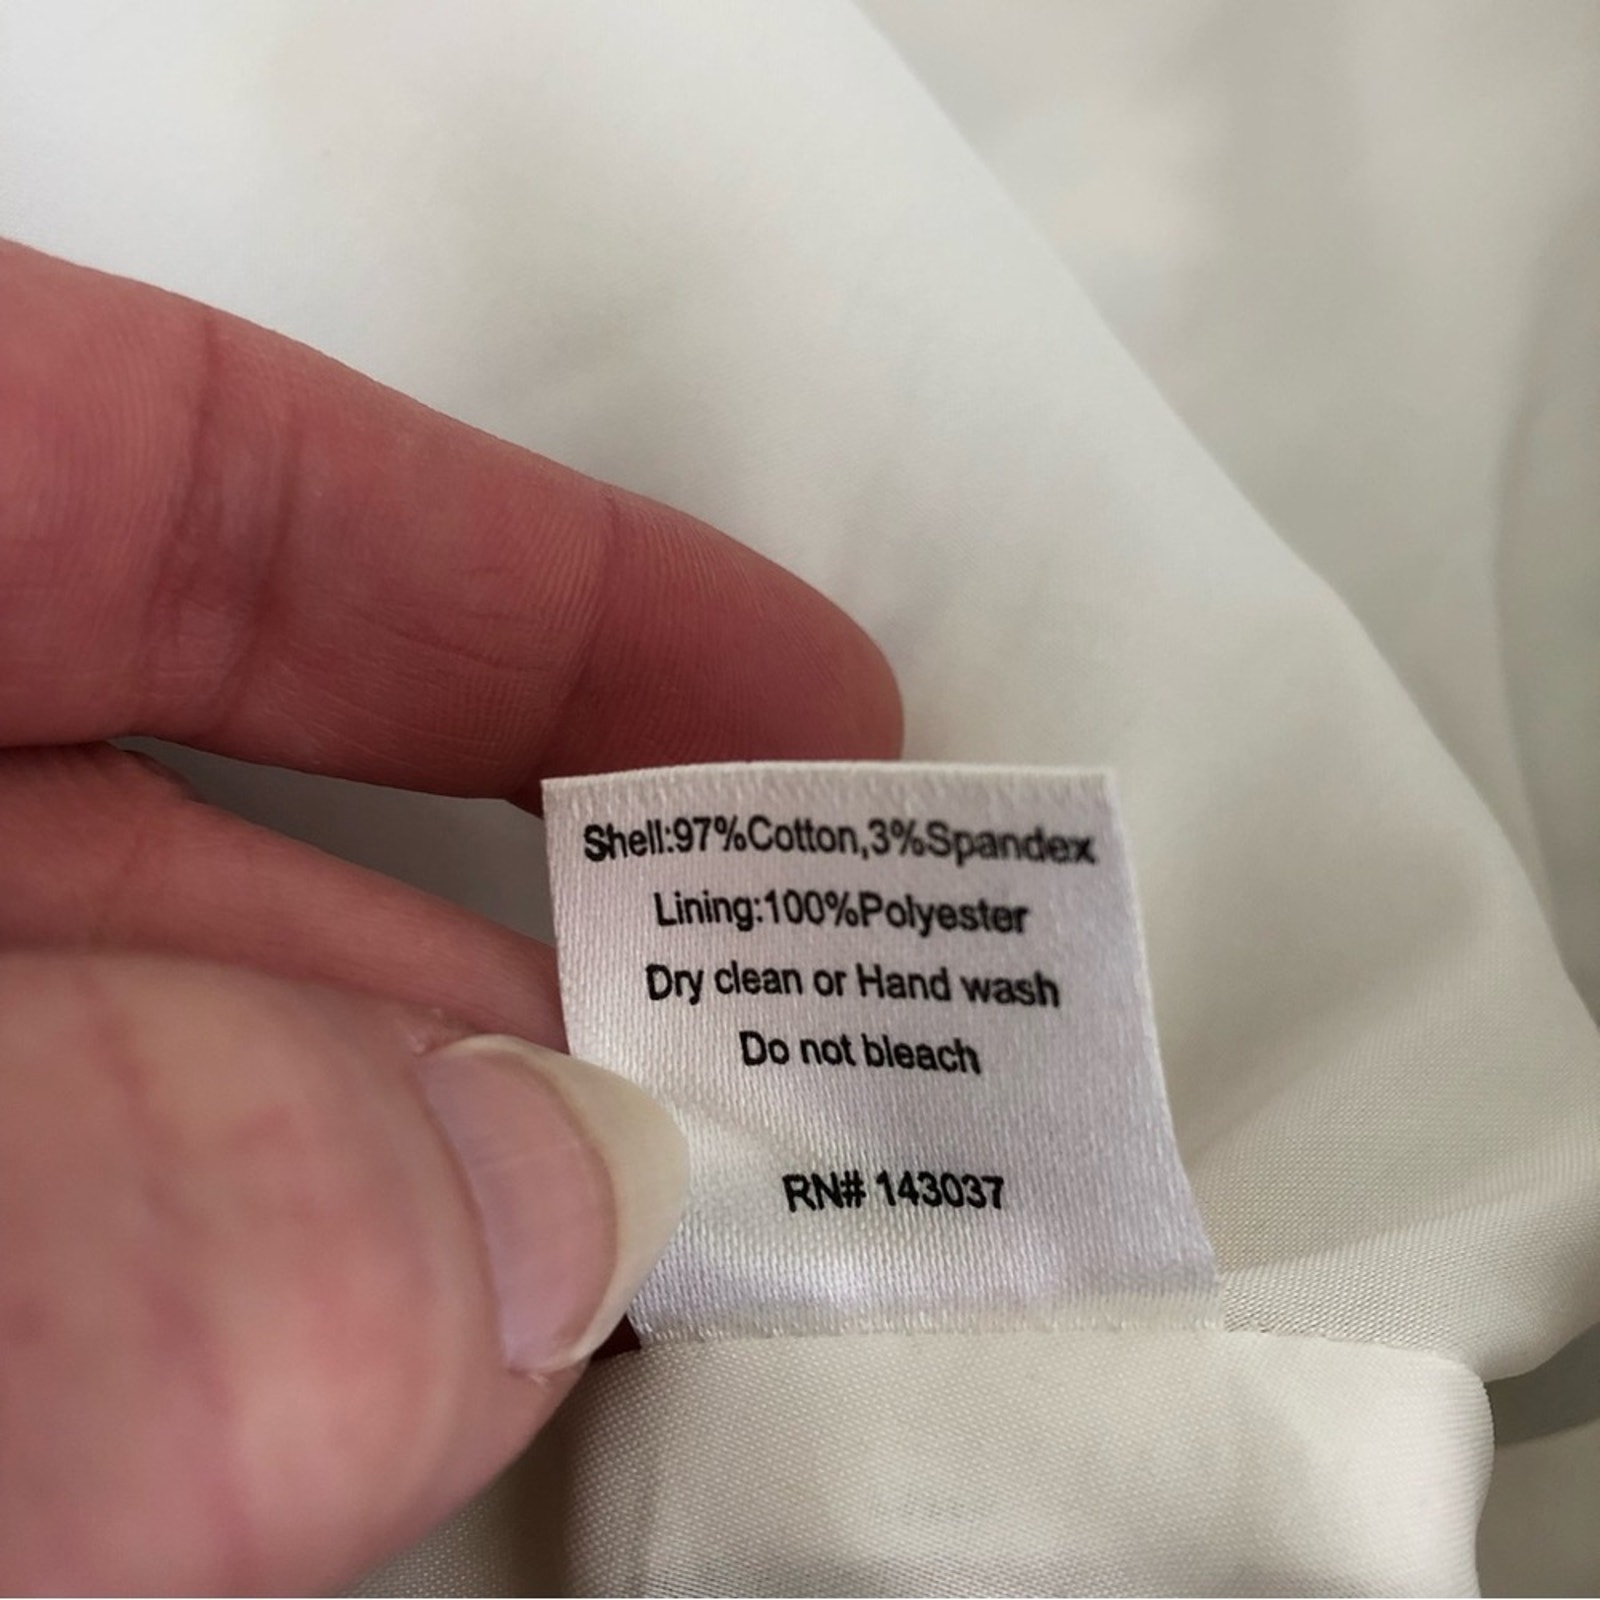 Shell:97%Cotton,3%Spandex
Lining:100%Polyester
Dry clean or Hand wash
Do not bleach
RN# 143037